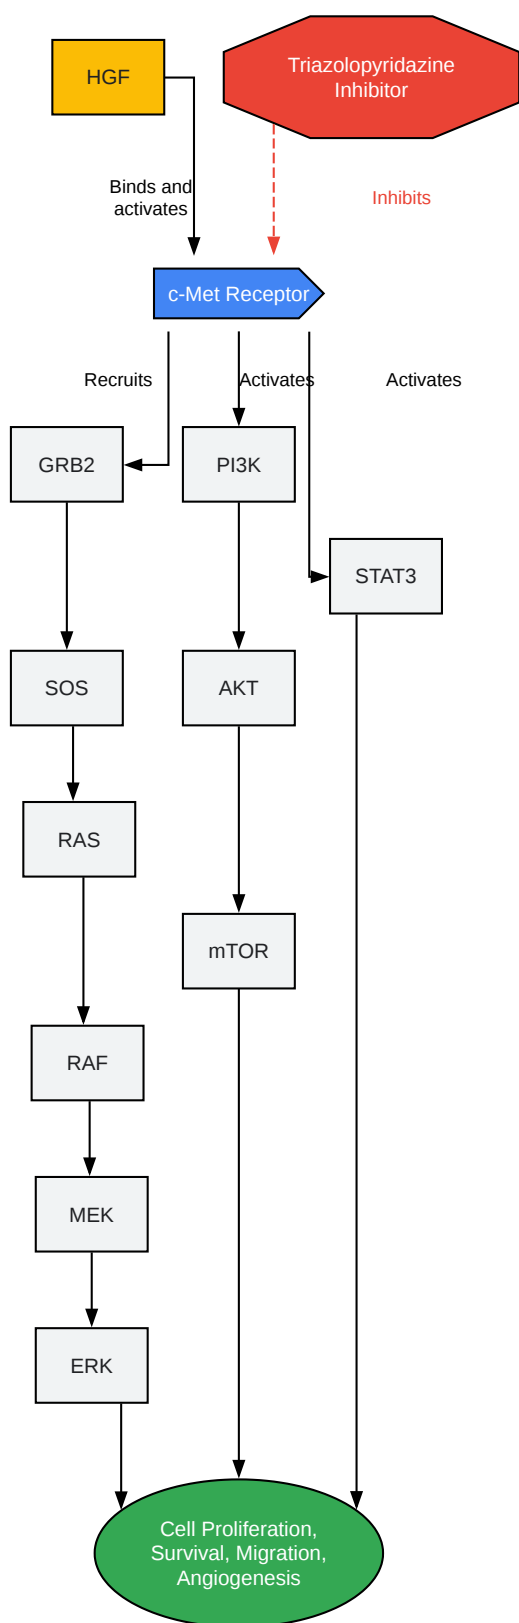 HGF
Triazolopyridazine
Inhibitor
Binds and
activates
Inhibits
c-Met Receptor
Recruits
Activates
Activates
GRB2
PI3K
STAT3
SOS
AKT
RAS
mTOR
RAF
MEK
ERK
Cell Proliferation,
Survival, Migration,
Angiogenesis